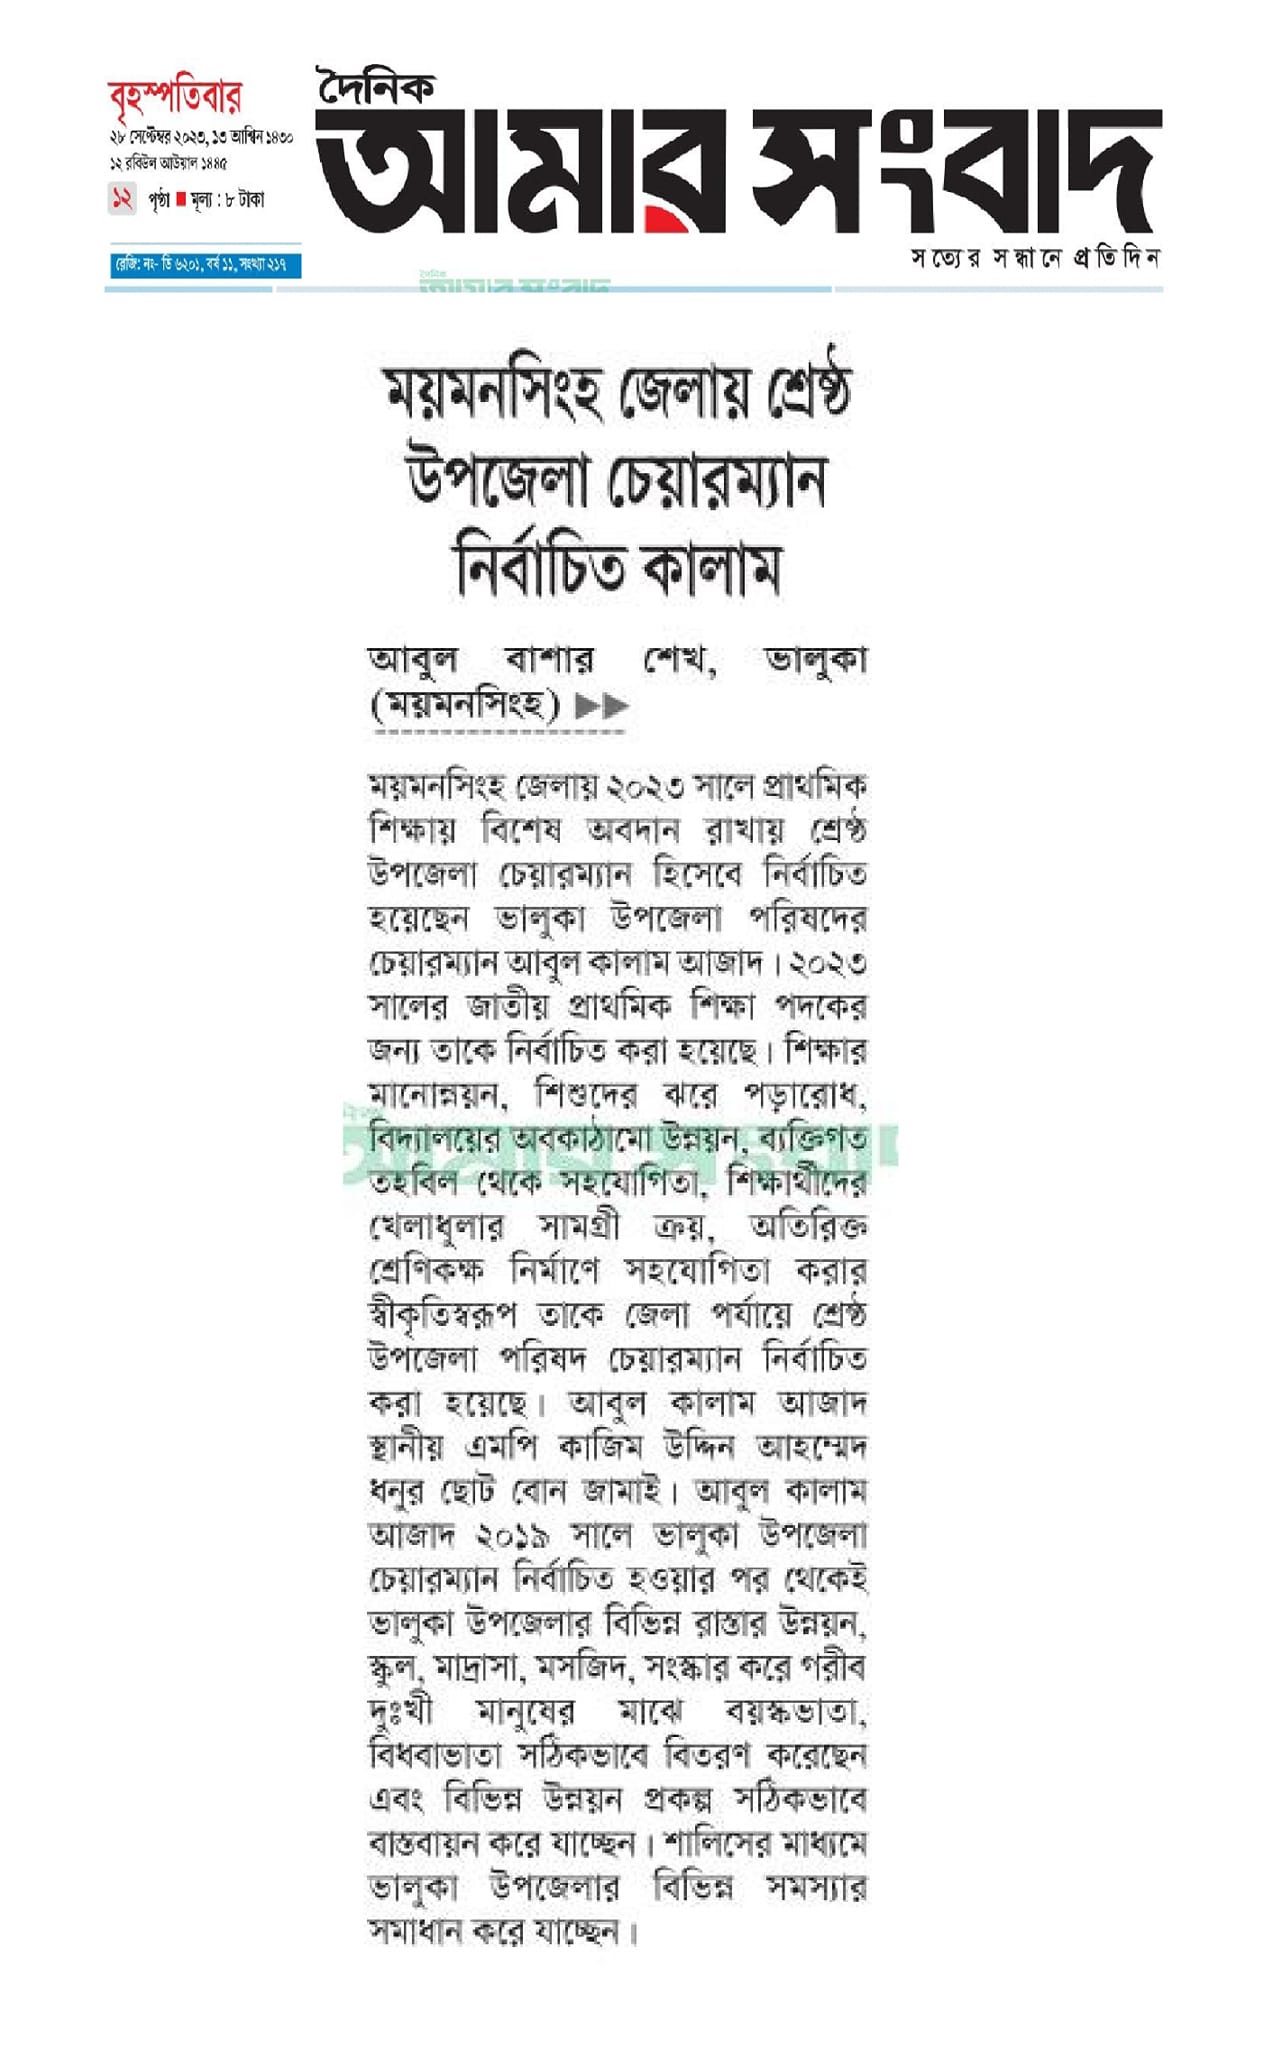 বৃহস্পতিবার
২৮ সেপ্টেম্বর ২০২৩, ১৩ আশ্বিন ১৪৩০
১২ রবিউল আউয়াল ১৪৪৫
১২ পৃষ্ঠা ■ মূল্য : ৮ টাকা
রেজি: নং- ডি ৬২০১, বর্ষ ১১, সংখ্যা ২১৭
দৈনিক
আমার সংবাদ
সত্যের সন্ধানে প্রতিদিন
দৈনিক
আমার সংবাদ
ময়মনসিংহ জেলায় শ্রেষ্ঠ
উপজেলা চেয়ারম্যান
নির্বাচিত কালাম
আবুল বাশার শেখ, ভালুকা
(ময়মনসিংহ) ▶▶
ময়মনসিংহ জেলায় ২০২৩ সালে প্রাথমিক
শিক্ষায় বিশেষ অবদান রাখায় শ্রেষ্ঠ
উপজেলা চেয়ারম্যান হিসেবে নির্বাচিত
হয়েছেন ভালুকা উপজেলা পরিষদের
চেয়ারম্যান আবুল কালাম আজাদ। ২০২৩
সালের জাতীয় প্রাথমিক শিক্ষা পদকের
জন্য তাকে নির্বাচিত করা হয়েছে। শিক্ষার
মানোন্নয়ন, শিশুদের ঝরে পড়ারোধ,
বিদ্যালয়ের অবকাঠামো উন্নয়ন, ব্যক্তিগত
তহবিল থেকে সহযোগিতা, শিক্ষার্থীদের
খেলাধুলার সামগ্রী ক্রয়, অতিরিক্ত
শ্রেণিকক্ষ নির্মাণে সহযোগিতা করার
স্বীকৃতিস্বরূপ তাকে জেলা পর্যায়ে শ্রেষ্ঠ
উপজেলা পরিষদ চেয়ারম্যান নির্বাচিত
করা হয়েছে। আবুল কালাম আজাদ
স্থানীয় এমপি কাজিম উদ্দিন আহম্মেদ
ধনুর ছোট বোন জামাই। আবুল কালাম
আজাদ ২০১৯ সালে ভালুকা উপজেলা
চেয়ারম্যান নির্বাচিত হওয়ার পর থেকেই
ভালুকা উপজেলার বিভিন্ন রাস্তার উন্নয়ন,
স্কুল, মাদ্রাসা, মসজিদ, সংস্কার করে গরীব
দুঃখী মানুষের মাঝে বয়স্কভাতা,
বিধবাভাতা সঠিকভাবে বিতরণ করেছেন
এবং বিভিন্ন উন্নয়ন প্রকল্প সঠিকভাবে
বাস্তবায়ন করে যাচ্ছেন। শালিসের মাধ্যমে
ভালুকা উপজেলার বিভিন্ন সমস্যার
সমাধান করে যাচ্ছেন।